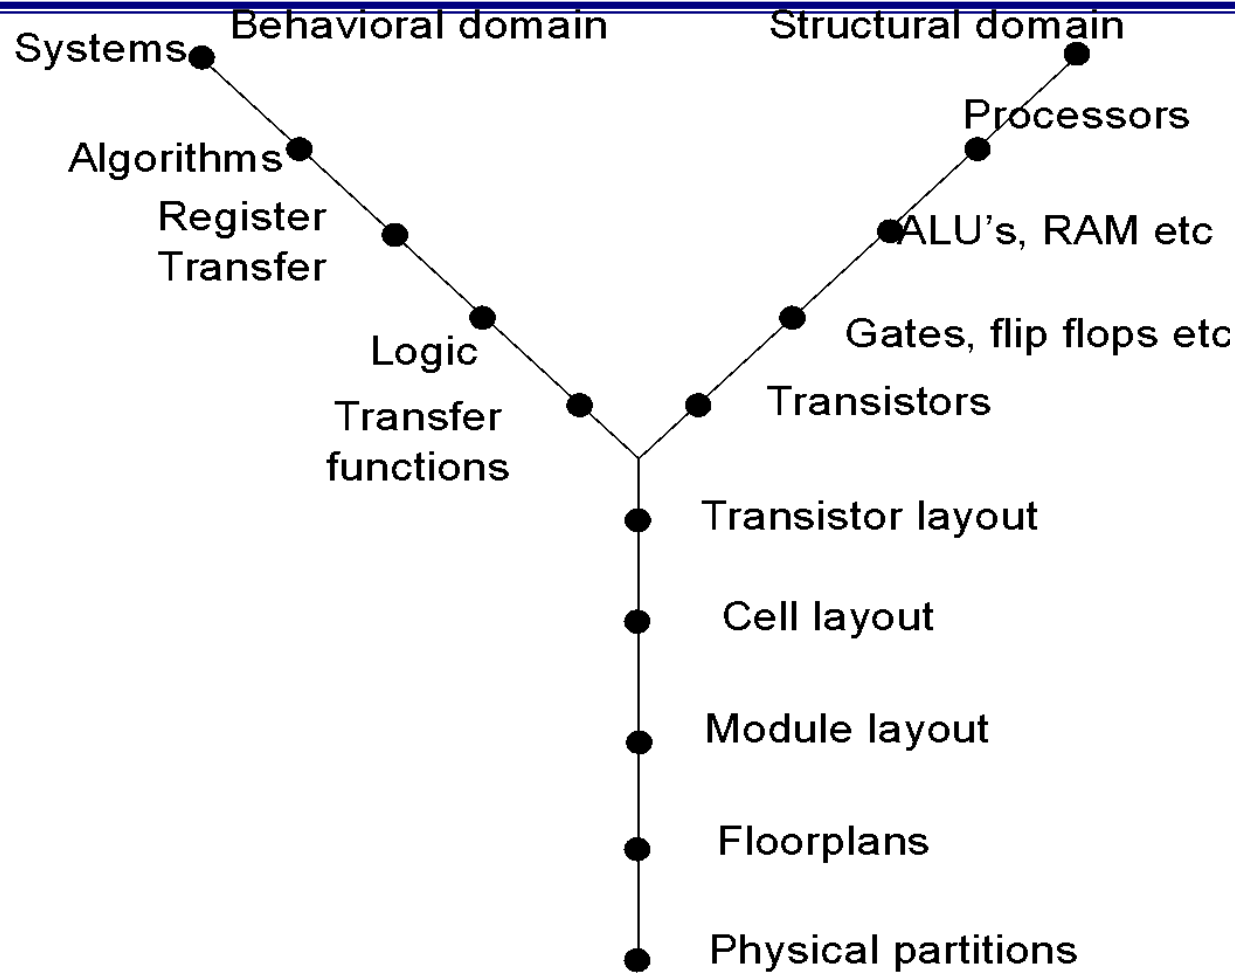 Behavioral domain
Structural domain
Systems
Processors
Algorithms
Register
Transfer
ALU's, RAM etc
Logic
Gates, flip flops etc
Transfer
functions
Transistors
Transistor layout
Cell layout
Module layout
Floorplans
Physical partitions